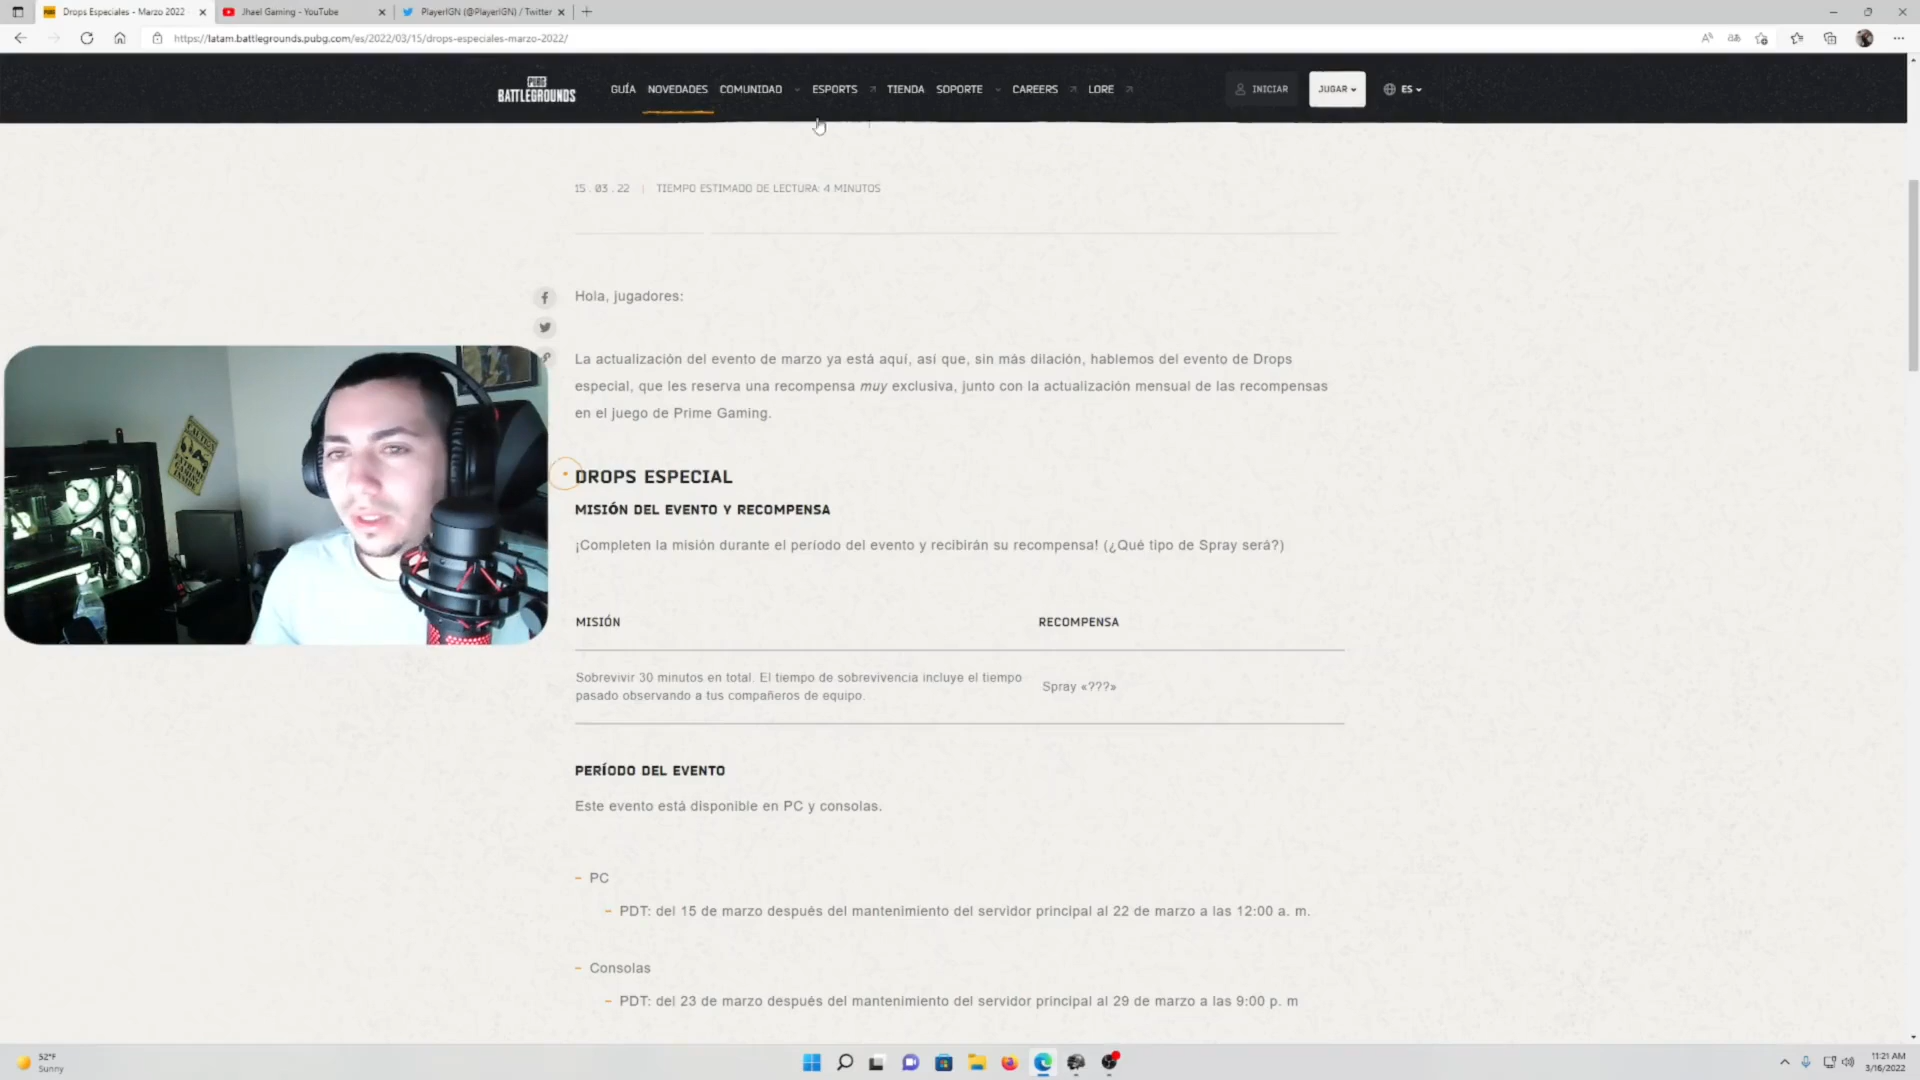 Drops Especiales - Marzo 2022
Jhael Gaming - YouTube
PlayerIGN (@PlayerIGN) / Twitter
https://latam.battlegrounds.pubg.com/es/2022/03/15/drops-especiales-marzo-2022/
PUBG
BATTLEGROUNDS
GUÍA NOVEDADES COMUNIDAD ESPORTS TIENDA SOPORTE CAREERS LORE
INICIAR
JUGAR
ES
15 . 03 . 22 | TIEMPO ESTIMADO DE LECTURA: 4 MINUTOS
Hola, jugadores:
La actualización del evento de marzo ya está aquí, así que, sin más dilación, hablemos del evento de Drops
especial, que les reserva una recompensa muy exclusiva, junto con la actualización mensual de las recompensas
en el juego de Prime Gaming.
CAUTION
EXTREME
GAMING
INSIDE
DROPS ESPECIAL
MISIÓN DEL EVENTO Y RECOMPENSA
¡Completen la misión durante el período del evento y recibirán su recompensa! (¿Qué tipo de Spray será?)
MISIÓN RECOMPENSA
Sobrevivir 30 minutos en total. El tiempo de sobrevivencia incluye el tiempo
pasado observando a tus compañeros de equipo.
Spray «???»
PERÍODO DEL EVENTO
Este evento está disponible en PC y consolas.
– PC
– PDT: del 15 de marzo después del mantenimiento del servidor principal al 22 de marzo a las 12:00 a. m.
– Consolas
– PDT: del 23 de marzo después del mantenimiento del servidor principal al 29 de marzo a las 9:00 p. m
52°F
Sunny
11:21 AM
3/16/2022